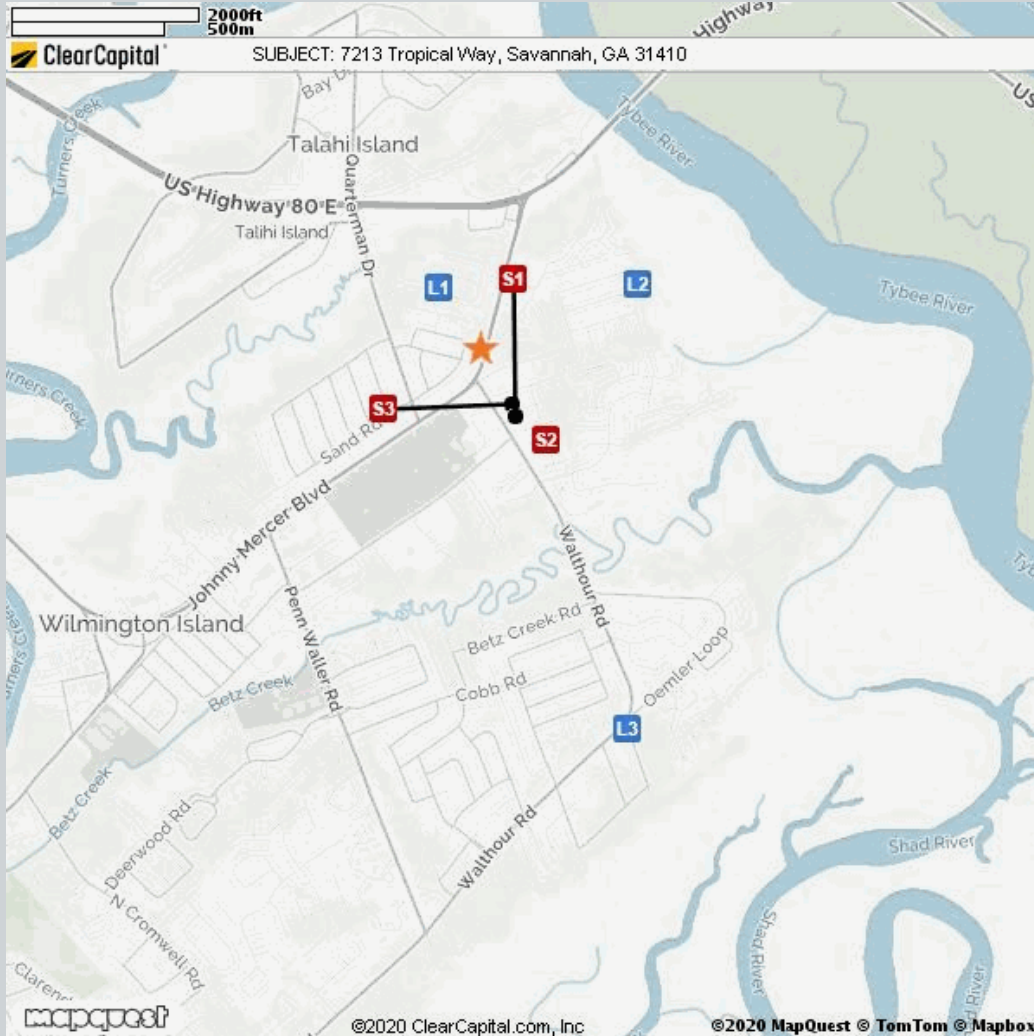 2000ft
500m
ClearCapital
SUBJECT: 7213 Tropical Way, Savannah, GA 31410
Highway
US
Bay Dr
Turners Creek
Tybee River
Talahi Island
Quarterman Dr
US Highway 80 E
Talihi Island
L1
S1
L2
Tybee River
S3
S2
Sand Rd
Johnny Mercer Blvd
Walthour Rd
Wilmington Island
Penn Waller Rd
Betz Creek Rd
Oemler Loop
Betz Creek
Cobb Rd
L3
Betz Creek
Deerwood Rd
Walthour Rd
Shad River
N Cromwell Rd
Shad River
mapquest
©2020 ClearCapital.com, Inc
©2020 MapQuest © TomTom © Mapbox